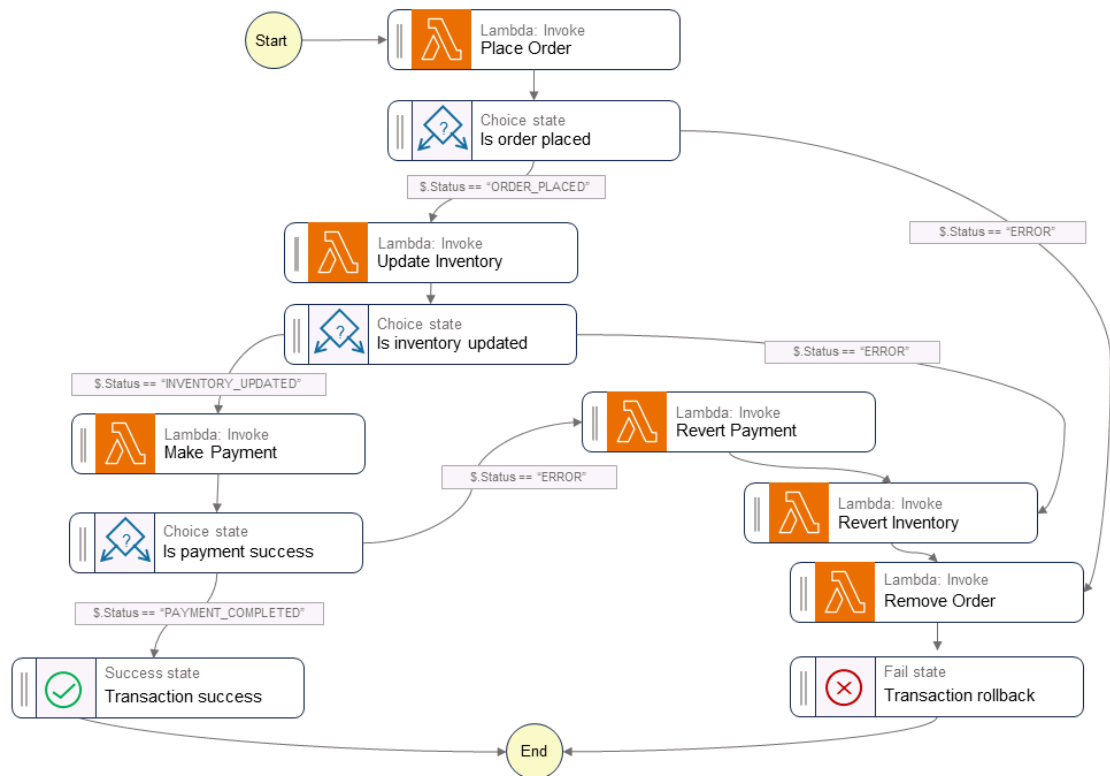 Start
Lambda: Invoke
Place Order
Choice state
Is order placed
$.Status == “ORDER_PLACED”
$.Status == “ERROR”
Lambda: Invoke
Update Inventory
Choice state
Is inventory updated
$.Status == “ERROR”
$.Status == “INVENTORY_UPDATED”
Lambda: Invoke
Revert Payment
Lambda: Invoke
Make Payment
$.Status == “ERROR”
Lambda: Invoke
Revert Inventory
Choice state
Is payment success
Lambda: Invoke
Remove Order
$.Status == “PAYMENT_COMPLETED”
Success state
Transaction success
Fail state
Transaction rollback
End